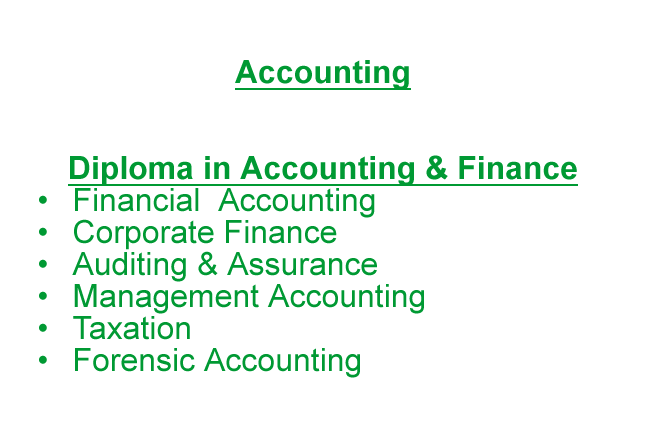 Accounting
Diploma in Accounting & Finance
• Financial  Accounting
• Corporate Finance
• Auditing & Assurance
• Management Accounting
• Taxation
• Forensic Accounting